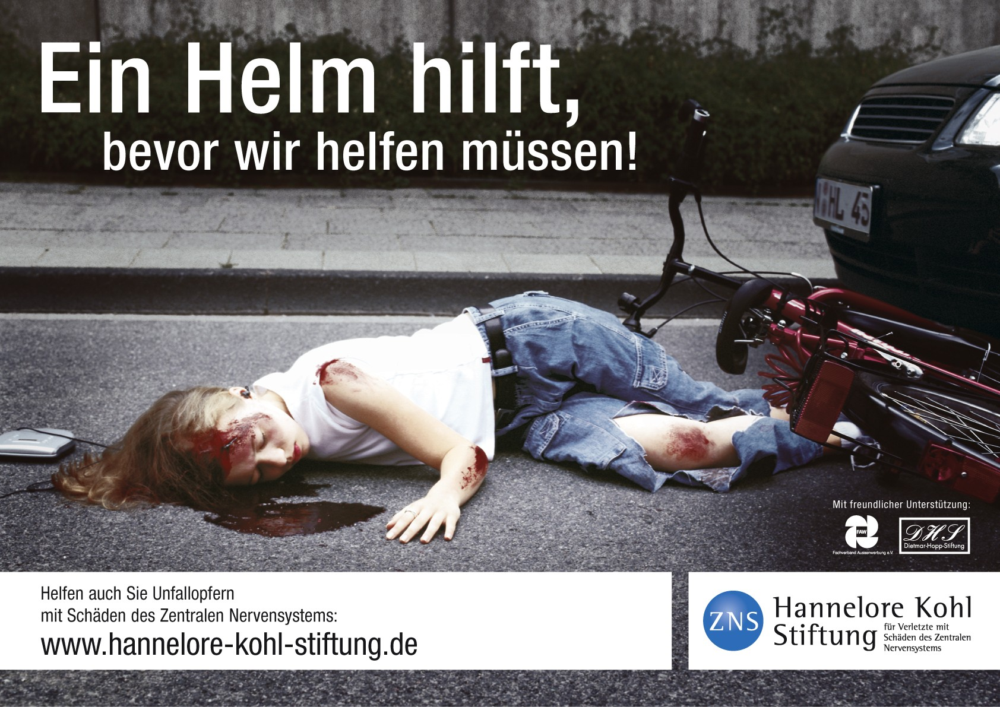 Ein Helm hilft,
bevor wir helfen müssen!
HL 45
Mit freundlicher Unterstützung:
FAW
Fachverband Aussenwerbung e.V.
DHS
Dietmar-Hopp-Stiftung
Helfen auch Sie Unfallopfern
mit Schäden des Zentralen Nervensystems:
www.hannelore-kohl-stiftung.de
ZNS
Hannelore Kohl
Stiftung
für Verletzte mit
Schäden des Zentralen
Nervensystems